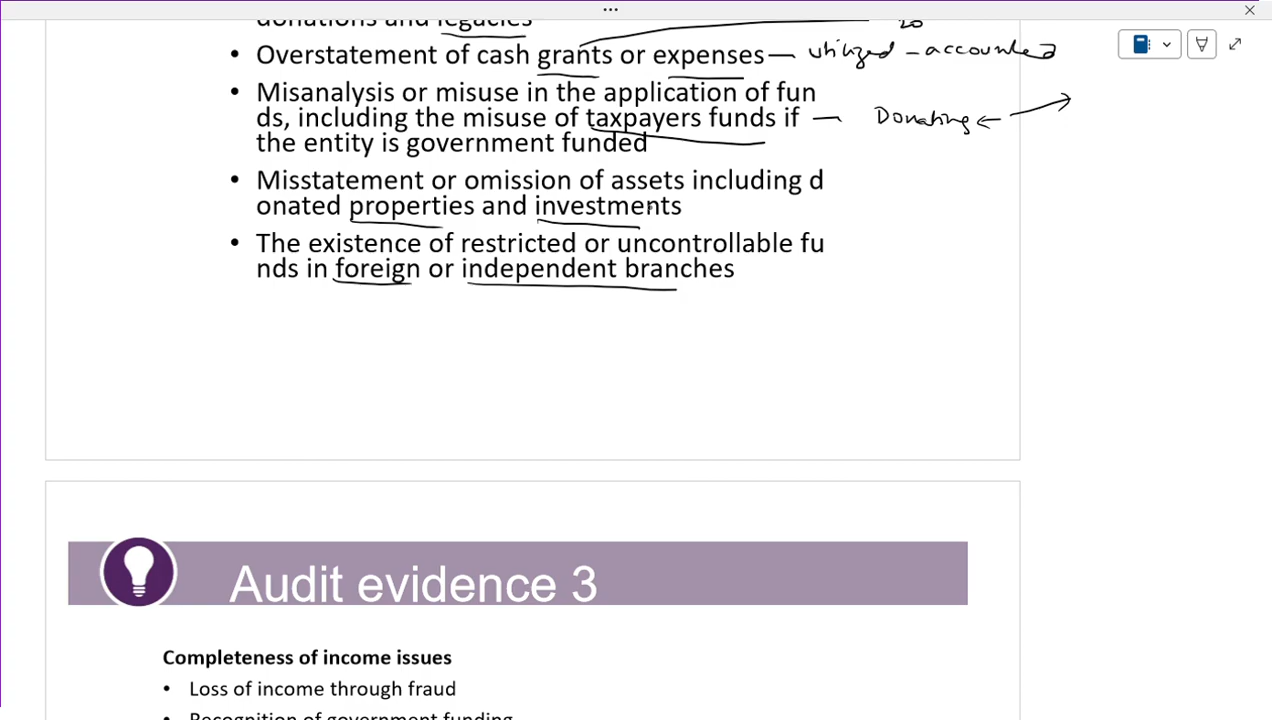 donations and legacies
• Overstatement of cash grants or expenses — utilized - accounted
• Misanalysis or misuse in the application of fun
ds, including the misuse of taxpayers funds if — Donating
the entity is government funded
• Misstatement or omission of assets including d
onated properties and investments
• The existence of restricted or uncontrollable fu
nds in foreign or independent branches
Audit evidence 3
Completeness of income issues
• Loss of income through fraud
• Recognition of government funding